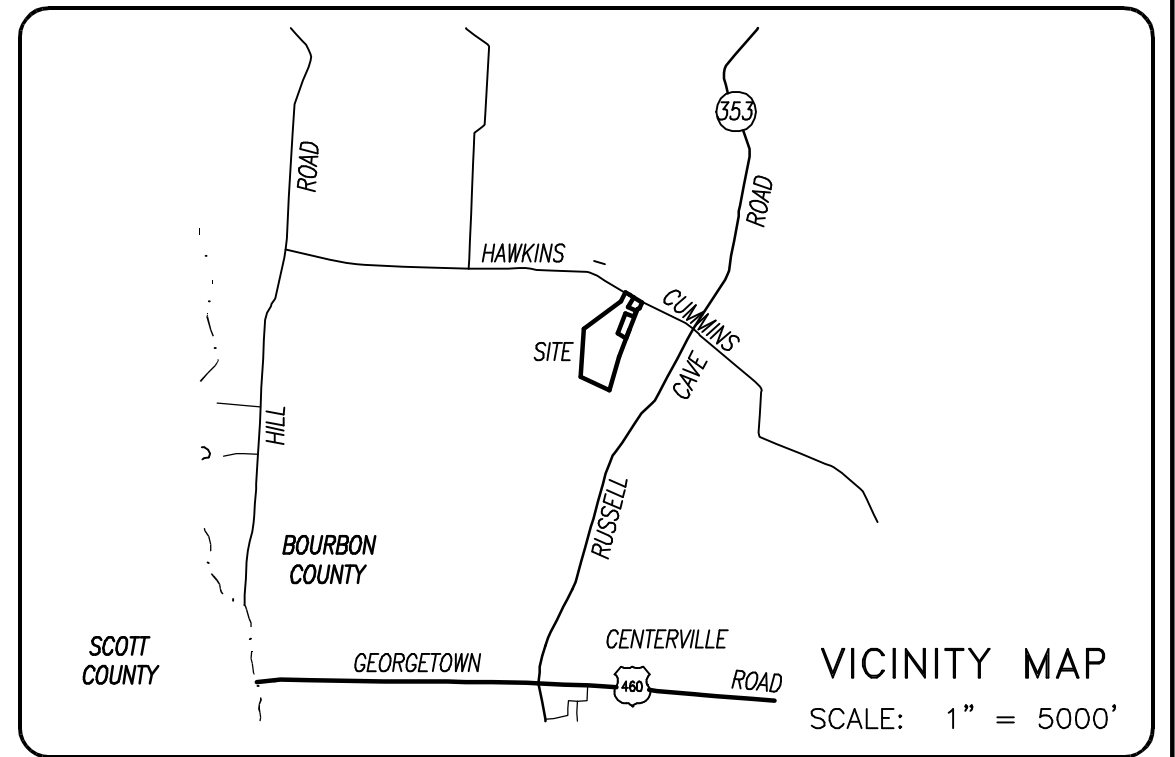 353
ROAD
ROAD
HAWKINS
CUMMINS
SITE
CAVE
HILL
RUSSELL
BOURBON
COUNTY
SCOTT
COUNTY
GEORGETOWN
CENTERVILLE
460
ROAD
VICINITY MAP
SCALE: 1" = 5000'